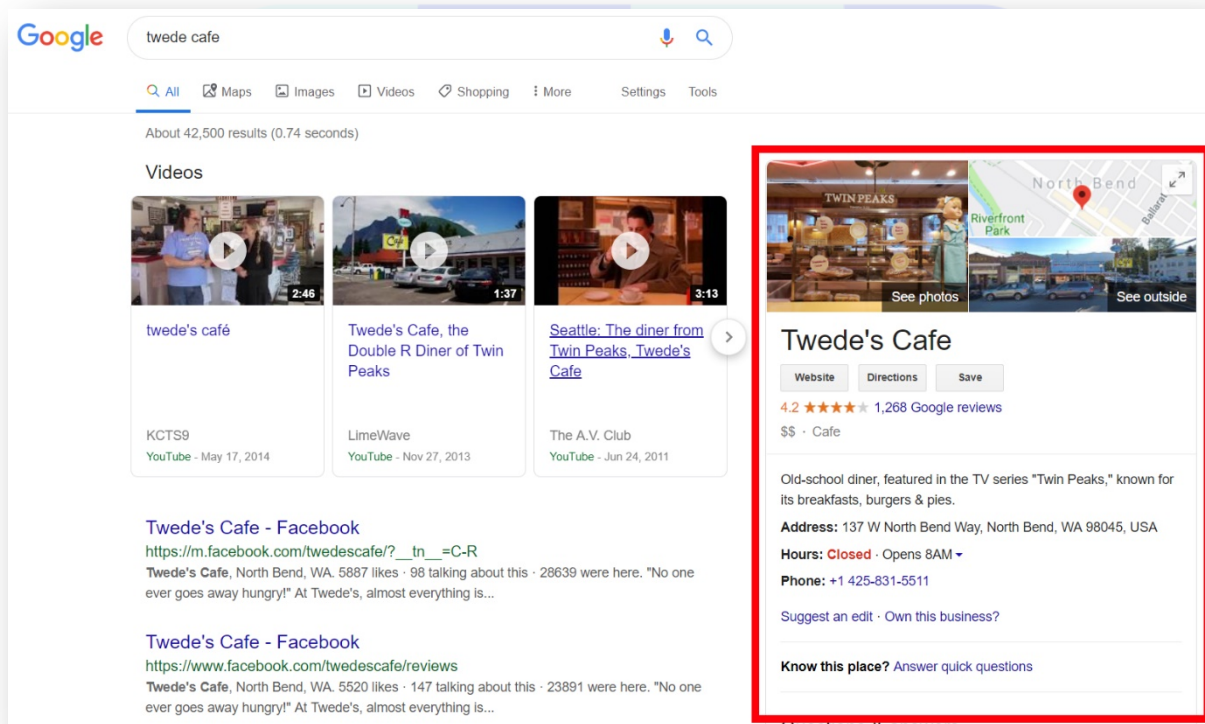 Google
twede cafe
All Maps Images Videos Shopping More Settings Tools
About 42,500 results (0.74 seconds)
Videos
2:46
1:37
3:13
twede's café
Twede's Cafe, the
Double R Diner of Twin
Peaks
Seattle: The diner from
Twin Peaks, Twede's
Cafe
KCTS9
YouTube - May 17, 2014
LimeWave
YouTube - Nov 27, 2013
The A.V. Club
YouTube - Jun 24, 2011
Twede's Cafe - Facebook
https://m.facebook.com/twedescafe/?__tn__=C-R
Twede's Cafe, North Bend, WA. 5887 likes · 98 talking about this · 28639 were here. "No one
ever goes away hungry!" At Twede's, almost everything is...
Twede's Cafe - Facebook
https://www.facebook.com/twedescafe/reviews
Twede's Cafe, North Bend, WA. 5520 likes · 147 talking about this · 23891 were here. "No one
ever goes away hungry!" At Twede's, almost everything is...
TWIN PEAKS
See photos
North Bend
Ballarat
Riverfront
Park
See outside
Twede's Cafe
Website Directions Save
4.2 ★★★★★ 1,268 Google reviews
$$ · Cafe
Old-school diner, featured in the TV series "Twin Peaks," known for
its breakfasts, burgers & pies.
Address: 137 W North Bend Way, North Bend, WA 98045, USA
Hours: Closed · Opens 8AM
Phone: +1 425-831-5511
Suggest an edit · Own this business?
Know this place? Answer quick questions